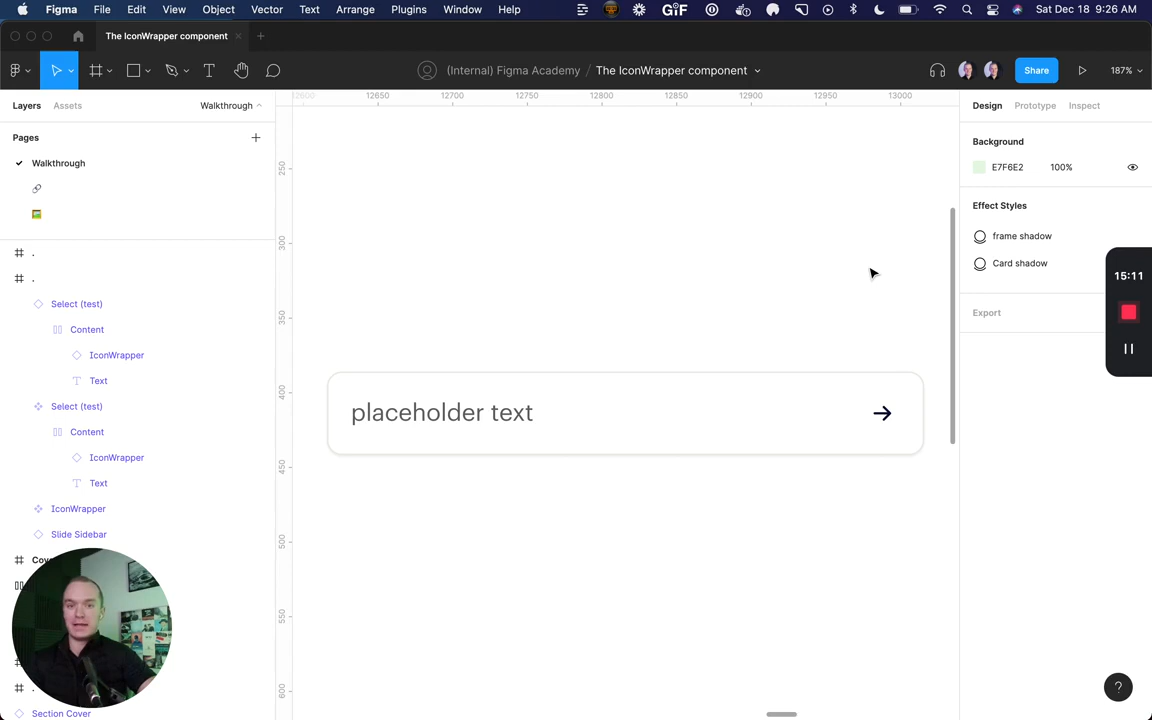 Figma File Edit View Object Vector Text Arrange Plugins Window Help GIF Sat Dec 18 9:26 AM
The IconWrapper component
(Internal) Figma Academy / The IconWrapper component Share 187%
Layers Assets Walkthrough
Pages
Walkthrough
.
.
Select (test)
Content
IconWrapper
Text
Select (test)
Content
IconWrapper
Text
IconWrapper
Slide Sidebar
.
Section Cover
12600 12650 12700 12750 12800 12850 12900 12950 13000
250
300
350
400
450
500
550
600
placeholder text
Design Prototype Inspect
Background
E7F6E2 100%
Effect Styles
frame shadow
Card shadow
Export
15:11
?